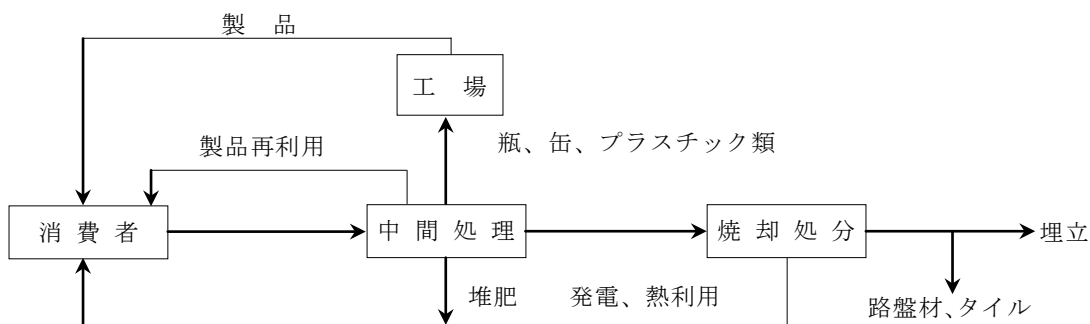 製 品
工 場
瓶、缶、プラスチック類
製品再利用
消 費 者
中 間 処 理
焼 却 処 分
埋立
堆肥
発電、熱利用
路盤材、タイル